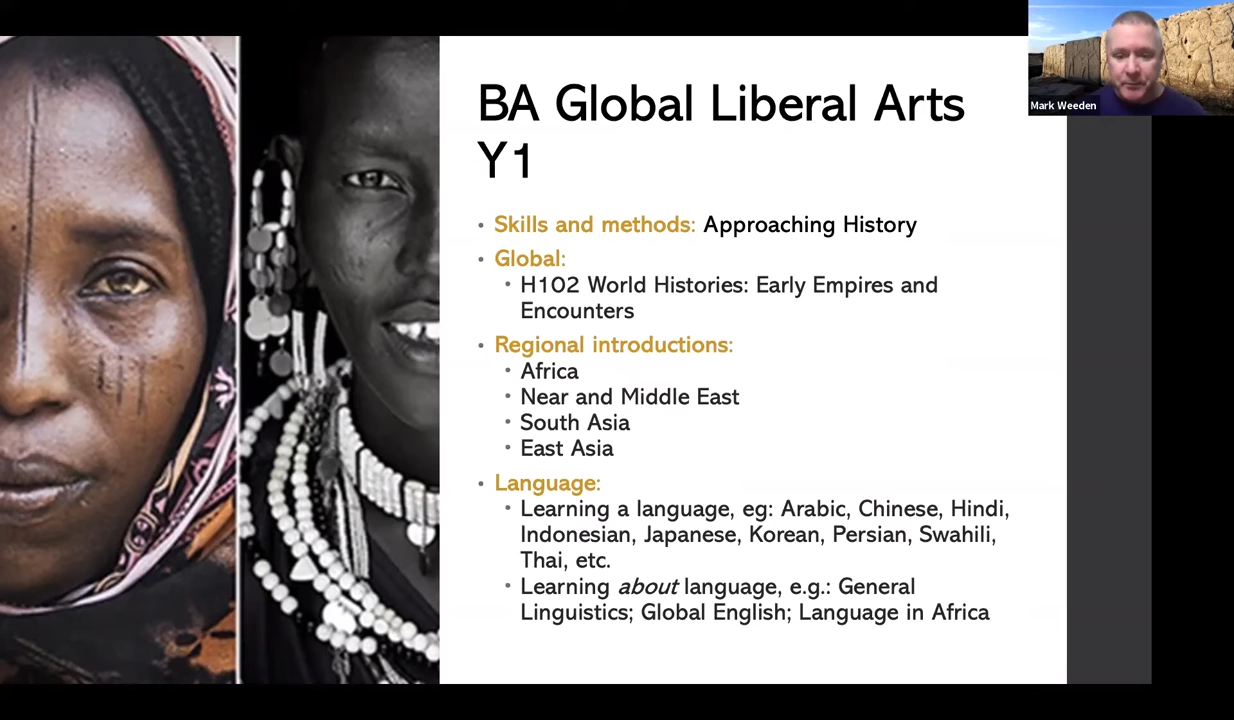 BA Global Liberal Arts
Y1
• Skills and methods: Approaching History
• Global:
• H102 World Histories: Early Empires and
Encounters
• Regional introductions:
• Africa
• Near and Middle East
• South Asia
• East Asia
• Language:
• Learning a language, eg: Arabic, Chinese, Hindi,
Indonesian, Japanese, Korean, Persian, Swahili,
Thai, etc.
• Learning about language, e.g.: General
Linguistics; Global English; Language in Africa
Mark Weeden